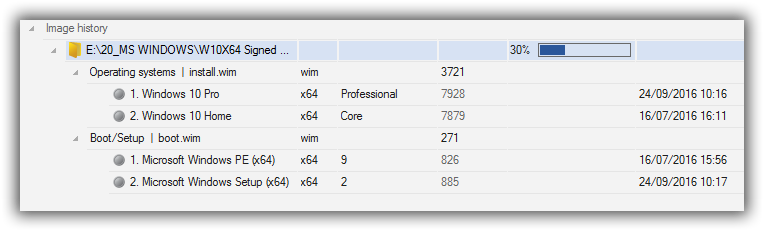 Image history
E:\20_MS WINDOWS\W10X64 Signed ... 30%
Operating systems | install.wim wim 3721
1. Windows 10 Pro x64 Professional 7928 24/09/2016 10:16
2. Windows 10 Home x64 Core 7879 16/07/2016 16:11
Boot/Setup | boot.wim wim 271
1. Microsoft Windows PE (x64) x64 9 826 16/07/2016 15:56
2. Microsoft Windows Setup (x64) x64 2 885 24/09/2016 10:17